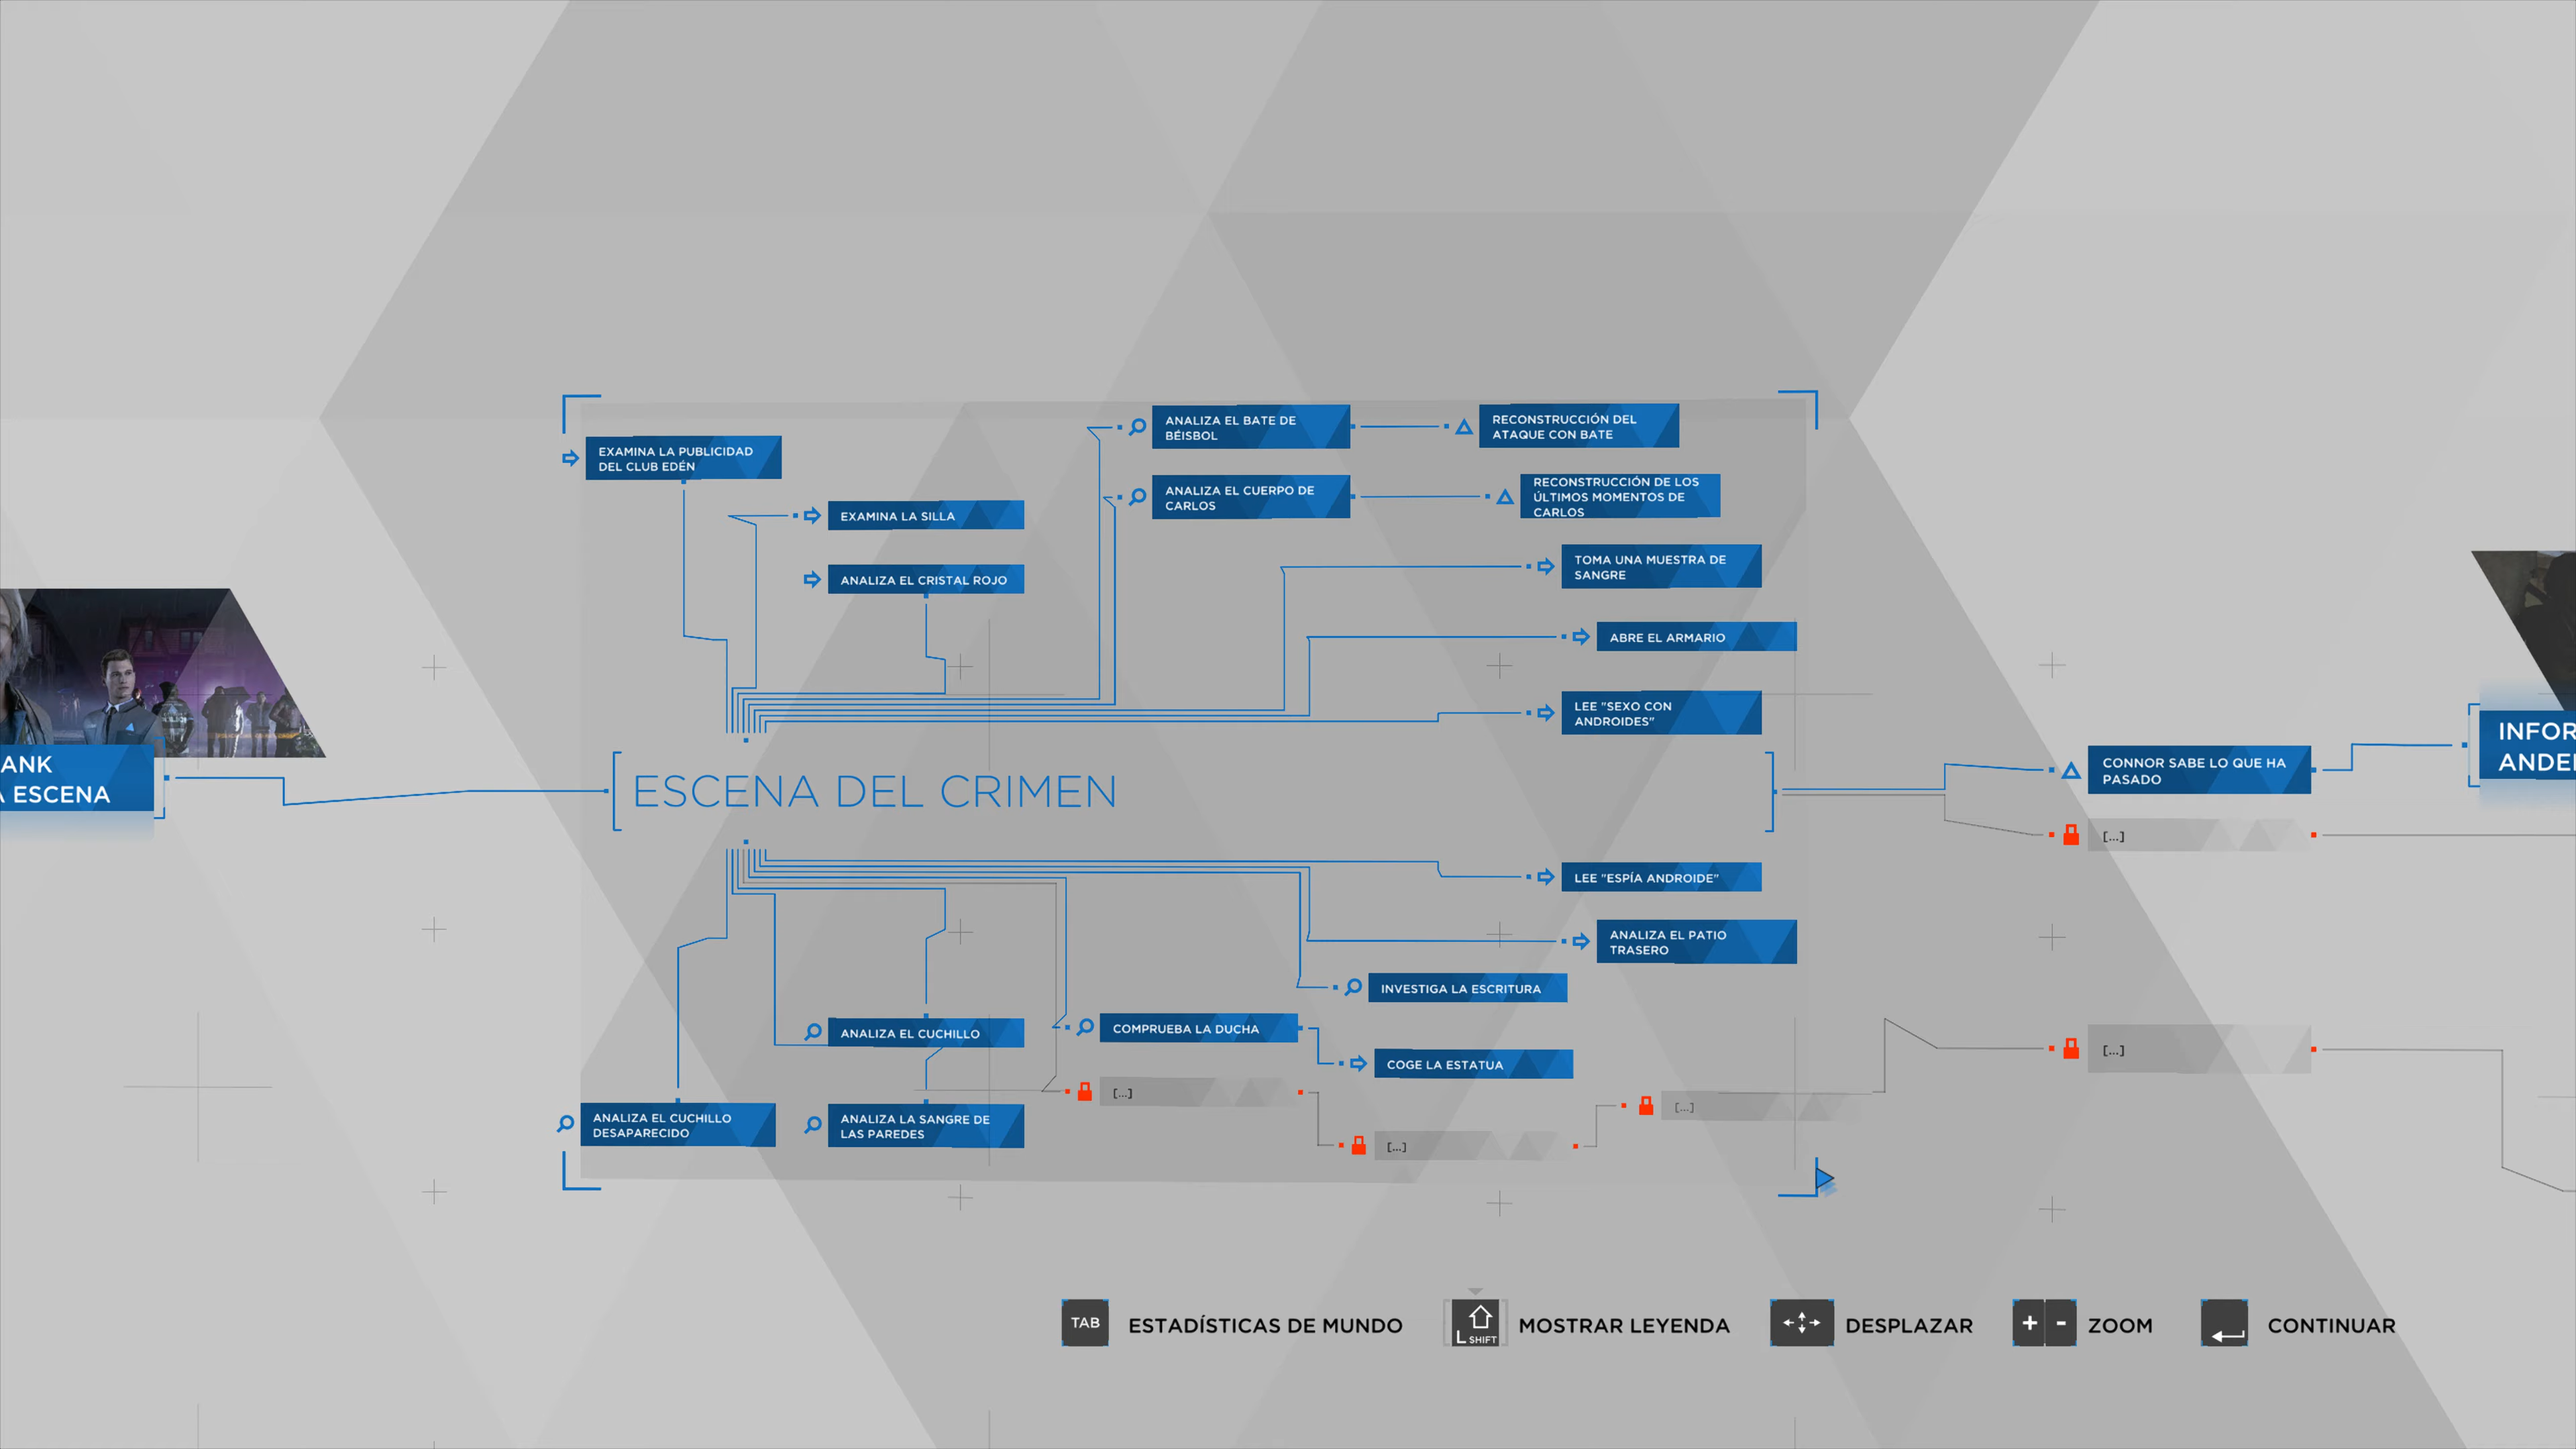 EXAMINA LA PUBLICIDAD
DEL CLUB EDÉN
EXAMINA LA SILLA
ANALIZA EL CRISTAL ROJO
ANALIZA EL BATE DE
BÉISBOL
RECONSTRUCCIÓN DEL
ATAQUE CON BATE
ANALIZA EL CUERPO DE
CARLOS
RECONSTRUCCIÓN DE LOS
ÚLTIMOS MOMENTOS DE
CARLOS
TOMA UNA MUESTRA DE
SANGRE
ABRE EL ARMARIO
LEE "SEXO CON
ANDROIDES"
ANK
A ESCENA
ESCENA DEL CRIMEN
CONNOR SABE LO QUE HA
PASADO
[...]
INFOR
ANDE
LEE "ESPÍA ANDROIDE"
ANALIZA EL PATIO
TRASERO
INVESTIGA LA ESCRITURA
ANALIZA EL CUCHILLO
COMPRUEBA LA DUCHA
COGE LA ESTATUA
[...]
[...]
[...]
[...]
ANALIZA EL CUCHILLO
DESAPARECIDO
ANALIZA LA SANGRE DE
LAS PAREDES
TAB ESTADÍSTICAS DE MUNDO
L SHIFT MOSTRAR LEYENDA
DESPLAZAR
+ - ZOOM
CONTINUAR